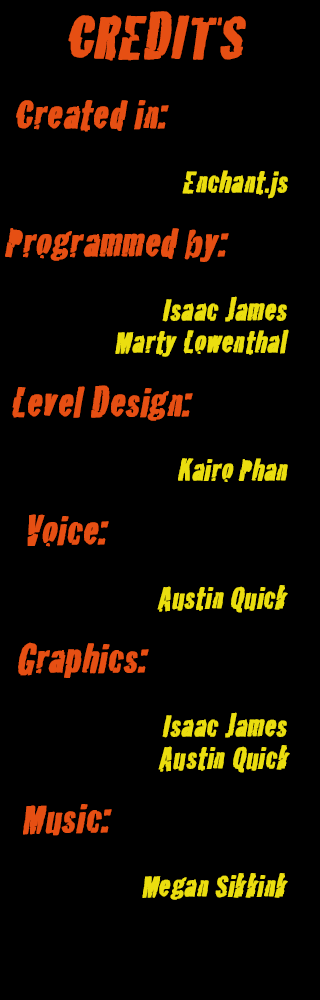 CREDITS
Created in:
Enchant.js
Programmed by:
Isaac James
Marty Lowenthal
Level Design:
Kairo Phan
Voice:
Austin Quick
Graphics:
Isaac James
Austin Quick
Music:
Megan Sikkink